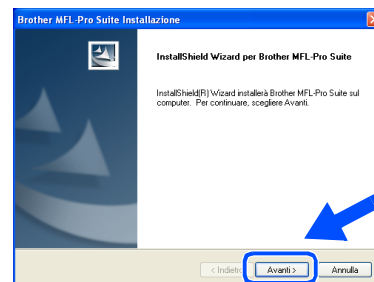 Brother MFL-Pro Suite Installazione
InstallShield Wizard per Brother MFL-Pro Suite
InstallShield(R) Wizard installerà Brother MFL-Pro Suite sul
computer. Per continuare, scegliere Avanti.
< Indietro
Avanti >
Annulla